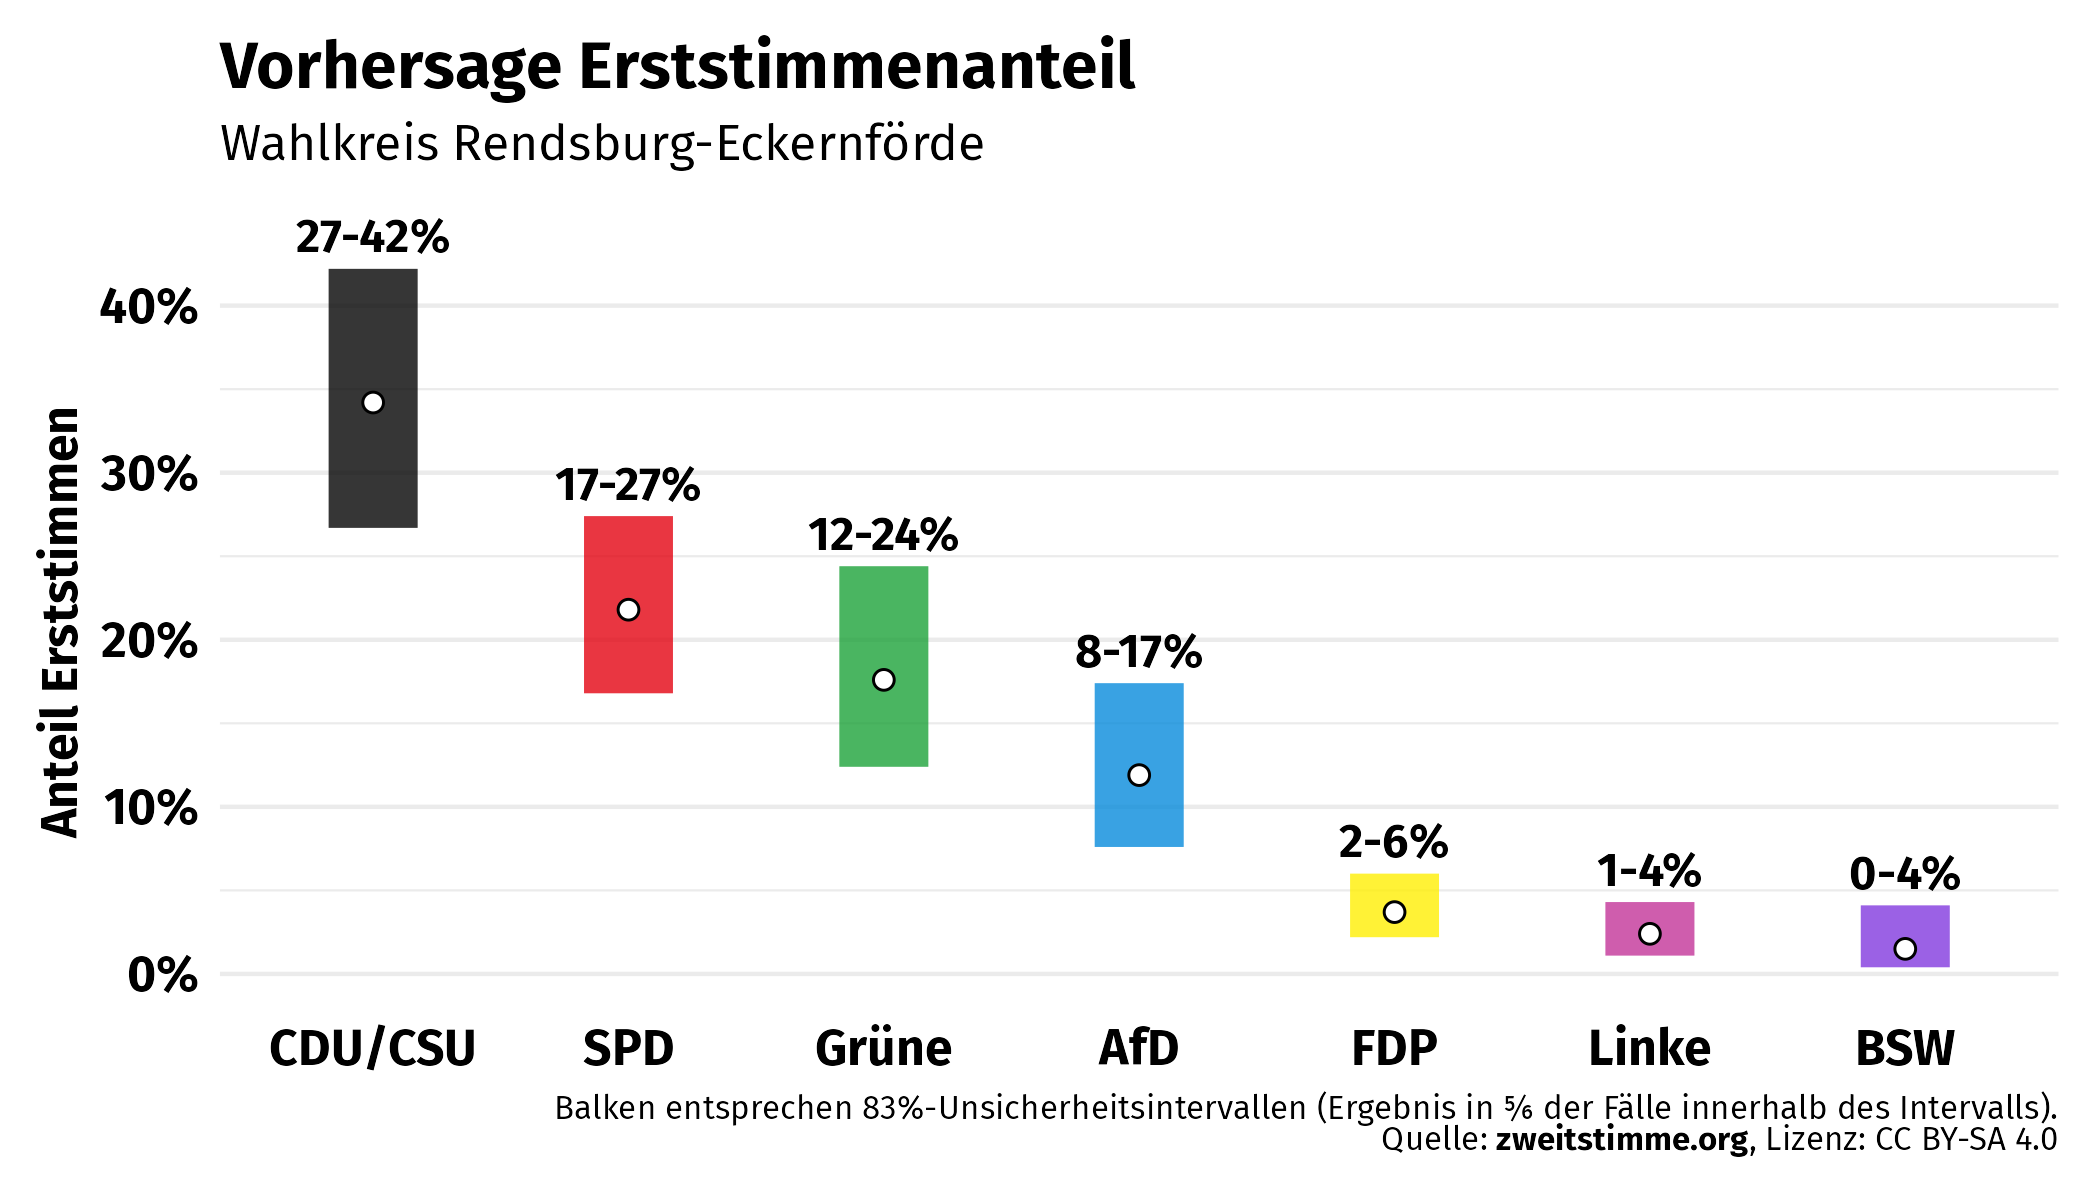 Vorhersage Erststimmenanteil
Wahlkreis Rendsburg-Eckernförde
Anteil Erststimmen
40%
30%
20%
10%
0%
27-42%
17-27%
12-24%
8-17%
2-6%
1-4%
0-4%
CDU/CSU
SPD
Grüne
AfD
FDP
Linke
BSW
Balken entsprechen 83%-Unsicherheitsintervallen (Ergebnis in ⅚ der Fälle innerhalb des Intervalls).
Quelle: zweitstimme.org, Lizenz: CC BY-SA 4.0